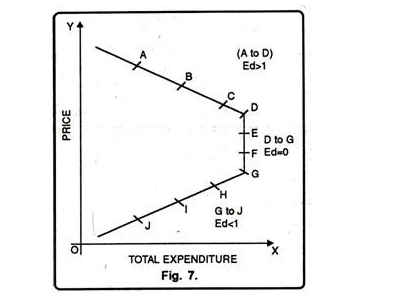 Y
A
(A to D)
Ed>1
B
C
D
E
D to G
F
Ed=0
G
H
G to J
I
Ed<1
J
PRICE
O
X
TOTAL EXPENDITURE
Fig. 7.